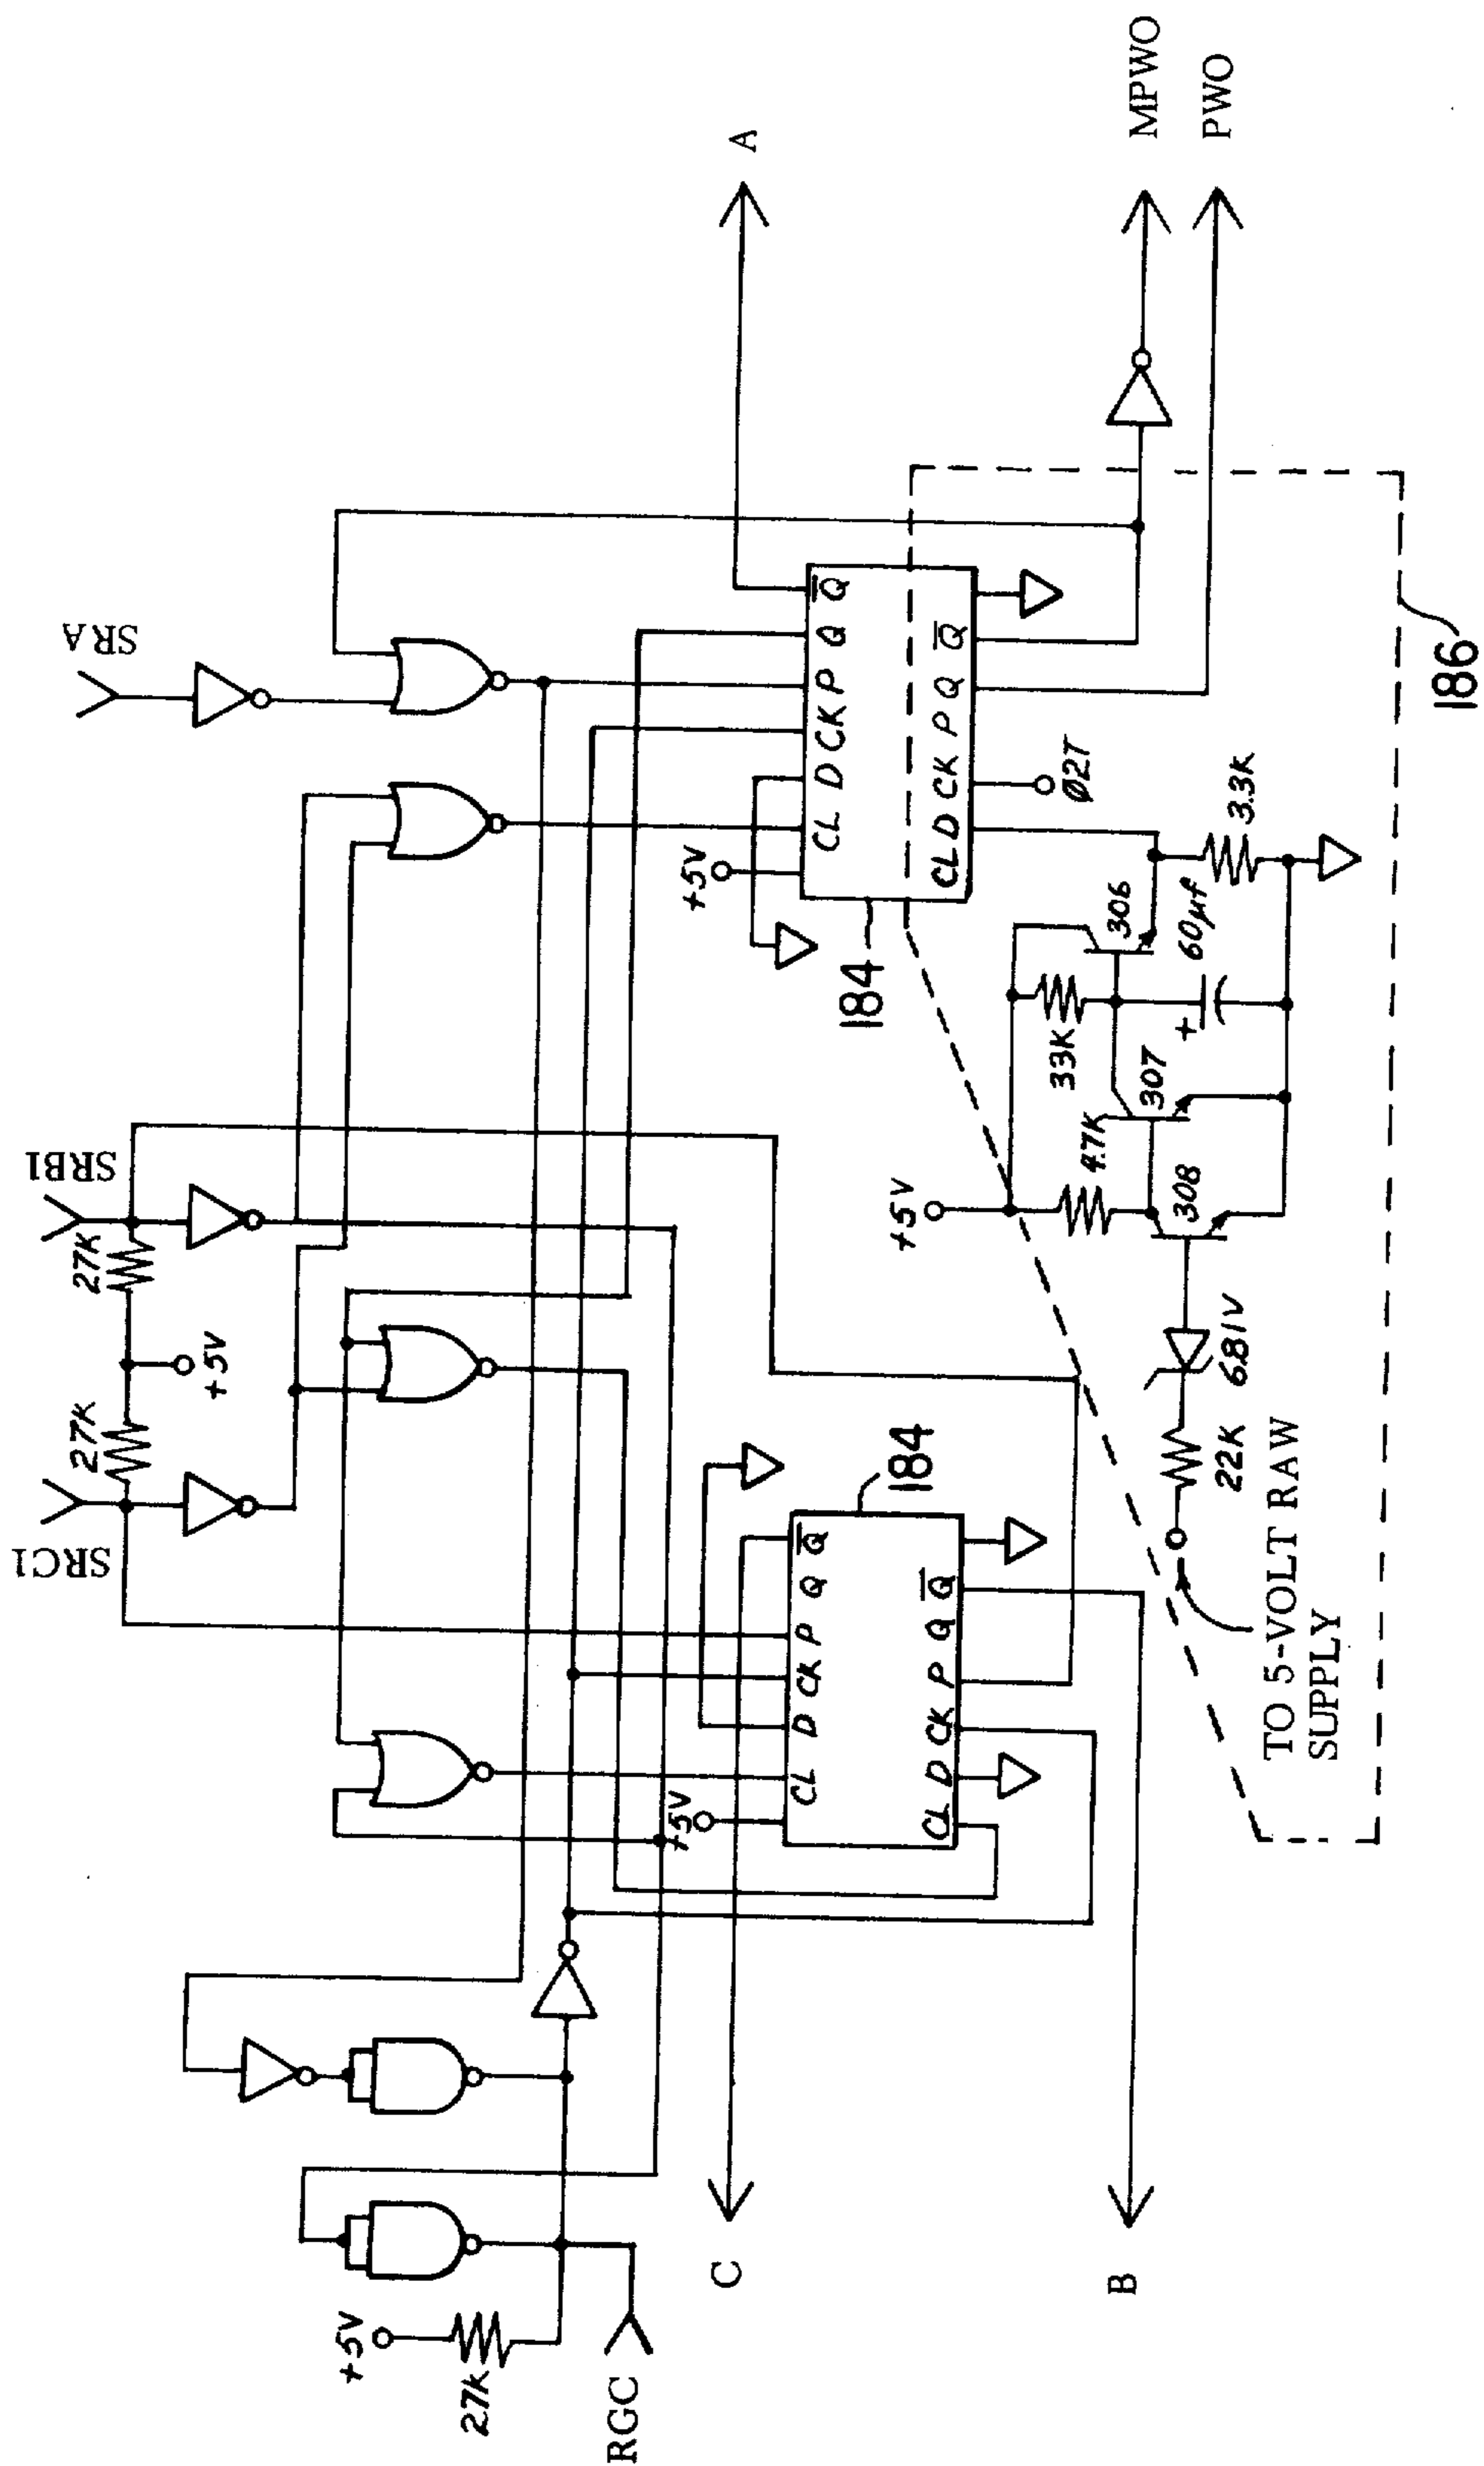 SRC1
SRB1
SRA
27K
27K
+5V
+5V
27K
RGC
+5V
CL D CK P Q Q̅
CL D CK P Q Q̅
184
+5V
CL D CK P Q Q̅
CL D CK P Q Q̅
184
C
A
B
Ø2T
+5V
33K
306
4.7K
307
308
+
60µf
3.3K
22K
6.81V
TO 5-VOLT RAW
SUPPLY
MPWO
PWO
186